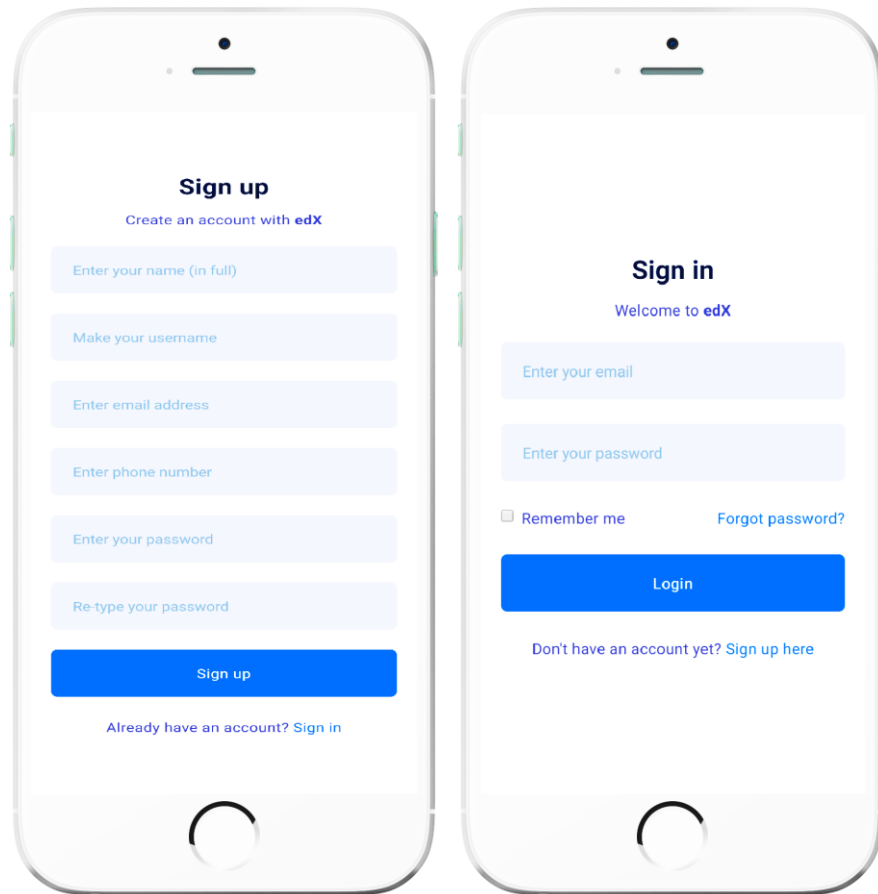 Sign up
Create an account with edX
Enter your name (in full)
Make your username
Enter email address
Enter phone number
Enter your password
Re-type your password
Sign up
Already have an account? Sign in
Sign in
Welcome to edX
Enter your email
Enter your password
Remember me
Forgot password?
Login
Don't have an account yet? Sign up here